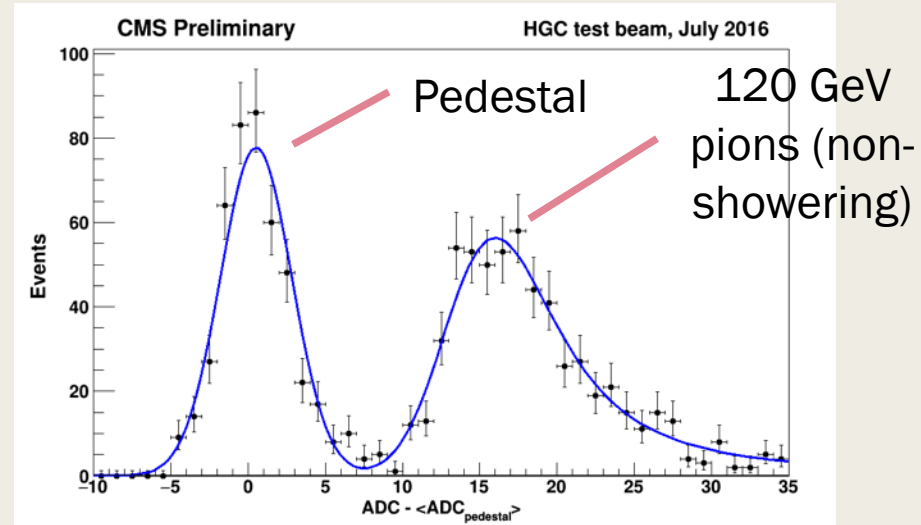 CMS Preliminary HGC test beam, July 2016
Pedestal
120 GeV
pions (non-
showering)
Events
100
80
60
40
20
0
−10 −5 0 5 10 15 20 25 30 35
ADC - <ADCpedestal>